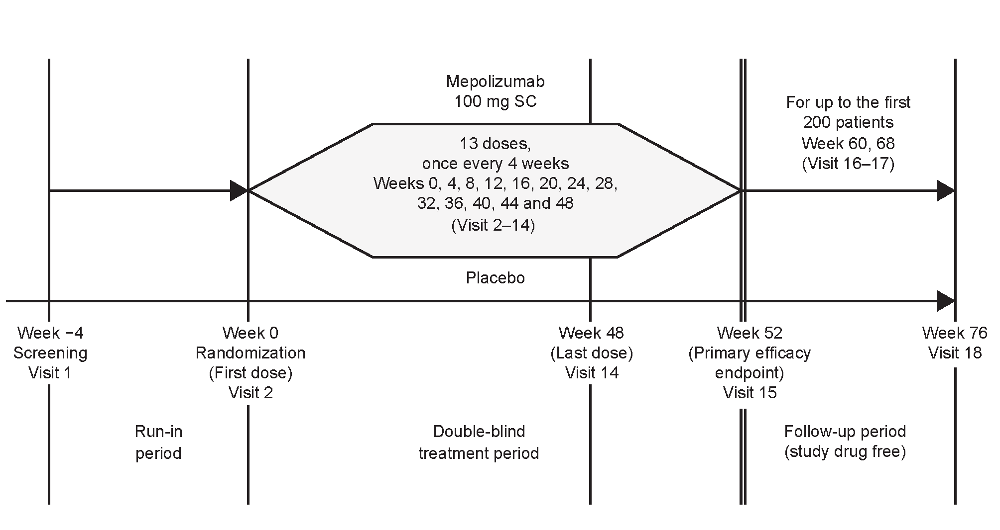 Mepolizumab
100 mg SC
13 doses,
once every 4 weeks
Weeks 0, 4, 8, 12, 16, 20, 24, 28,
32, 36, 40, 44 and 48
(Visit 2–14)
Placebo
For up to the first
200 patients
Week 60, 68
(Visit 16–17)
Week −4
Screening
Visit 1
Week 0
Randomization
(First dose)
Visit 2
Week 48
(Last dose)
Visit 14
Week 52
(Primary efficacy
endpoint)
Visit 15
Week 76
Visit 18
Run-in
period
Double-blind
treatment period
Follow-up period
(study drug free)